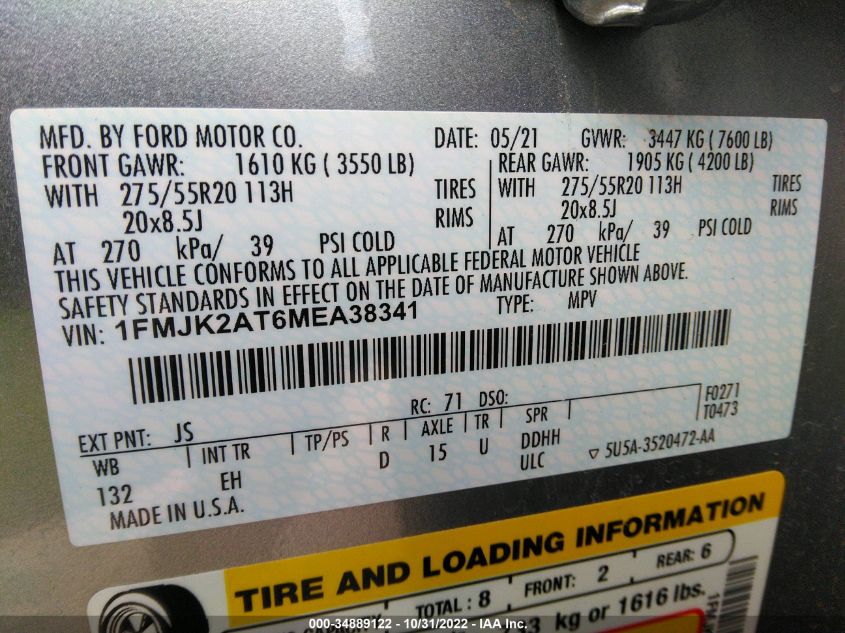 MFD. BY FORD MOTOR CO. DATE: 05/21 GVWR: 3447 KG ( 7600 LB)
FRONT GAWR: 1610 KG ( 3550 LB) REAR GAWR: 1905 KG ( 4200 LB)
WITH 275/55R20 113H TIRES WITH 275/55R20 113H TIRES
20x8.5J RIMS 20x8.5J RIMS
AT 270 kPa/ 39 PSI COLD AT 270 kPa/ 39 PSI COLD
THIS VEHICLE CONFORMS TO ALL APPLICABLE FEDERAL MOTOR VEHICLE
SAFETY STANDARDS IN EFFECT ON THE DATE OF MANUFACTURE SHOWN ABOVE.
VIN: 1FMJK2AT6MEA38341 TYPE: MPV
F0271
RC: 71 DSO: T0473
EXT PNT: JS
WB INT TR TP/PS R AXLE TR SPR
132 EH D 15 U DDHH 5U5A-3520472-AA
ULC
MADE IN U.S.A.
TIRE AND LOADING INFORMATION
TOTAL: 8 FRONT: 2 REAR: 6
kg or 1616 lbs.
000-34889122 - 10/31/2022 - IAA Inc.